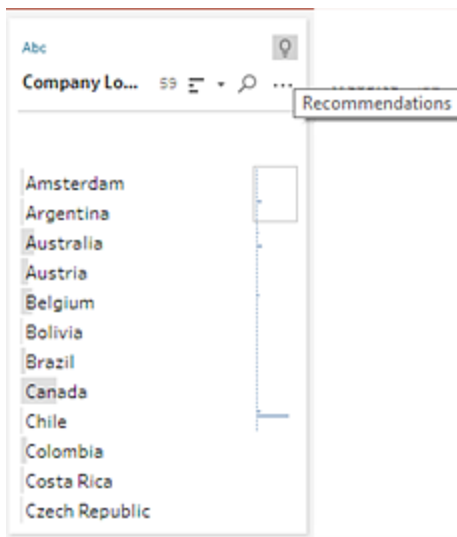 Abc
Company Lo... 59 ...
Recommendations
Amsterdam
Argentina
Australia
Austria
Belgium
Bolivia
Brazil
Canada
Chile
Colombia
Costa Rica
Czech Republic